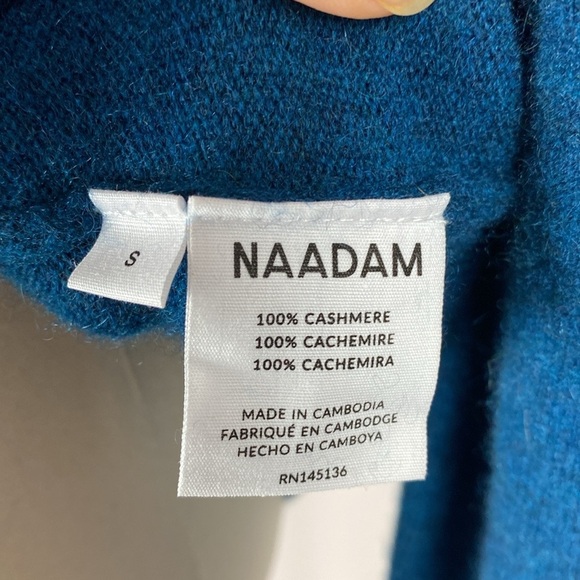 S
NAADAM
100% CASHMERE
100% CACHEMIRE
100% CACHEMIRA
MADE IN CAMBODIA
FABRIQUÉ EN CAMBODGE
HECHO EN CAMBOYA
RN145136